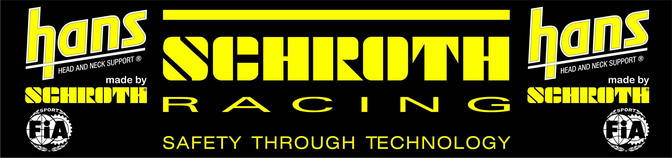 hans
HEAD AND NECK SUPPORT ®
made by
SCHROTH
SPORT
FIA
SCHROTH
RACING
SAFETY THROUGH TECHNOLOGY
hans
HEAD AND NECK SUPPORT ®
made by
SCHROTH
SPORT
FIA